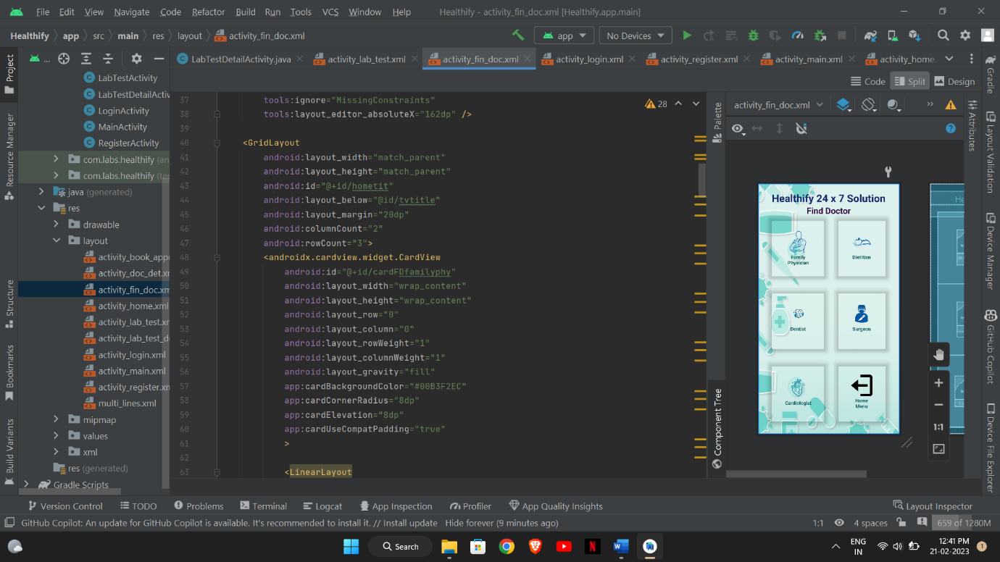 File Edit View Navigate Code Refactor Build Run Tools VCS Window Help Healthify - activity_fin_doc.xml [Healthify.app.main]
Healthify app src main res layout activity_fin_doc.xml app No Devices
Project
Resource Manager
Structure
Bookmarks
Build Variants
...
LabTestActivity
LabTestDetailActiv
LoginActivity
MainActivity
RegisterActivity
com.labs.healthify (an
com.labs.healthify (tes
java (generated)
res
drawable
layout
activity_book_app
activity_doc_det.xm
activity_fin_doc.xm
activity_home.xml
activity_lab_test.xm
activity_lab_test_d
activity_login.xml
activity_main.xml
activity_register.xm
multi_lines.xml
mipmap
values
xml
res (generated)
Gradle Scripts
LabTestDetailActivity.java activity_lab_test.xml activity_fin_doc.xml activity_login.xml activity_register.xml activity_main.xml activity_home.
Code Split Design
28
37 tools:ignore="MissingConstraints"
38 tools:layout_editor_absoluteX="162dp" />
39
40 <GridLayout
41 android:layout_width="match_parent"
42 android:layout_height="match_parent"
43 android:id="@+id/hometit"
44 android:layout_below="@id/tvtitle"
45 android:layout_margin="20dp"
46 android:columnCount="2"
47 android:rowCount="3">
48 <androidx.cardview.widget.CardView
49 android:id="@+id/cardFDfamilyphy"
50 android:layout_width="wrap_content"
51 android:layout_height="wrap_content"
52 android:layout_row="0"
53 android:layout_column="0"
54 android:layout_rowWeight="1"
55 android:layout_columnWeight="1"
56 android:layout_gravity="fill"
57 app:cardBackgroundColor="#00B3F2EC"
58 app:cardCornerRadius="8dp"
59 app:cardElevation="8dp"
60 app:cardUseCompatPadding="true"
61 >
62
63 <LinearLayout
Palette
Component Tree
activity_fin_doc.xml
Healthify 24 x 7 Solution
Find Doctor
Family
Physician
Dietitian
Dentist
Surgeon
Cardiologist
Home
Menu
He
1:1
Attributes
Gradle
Layout Validation
Device Manager
GitHub Copilot
Device File Explorer
Version Control TODO Problems Terminal Logcat App Inspection Profiler App Quality Insights Layout Inspector
GitHub Copilot: An update for GitHub Copilot is available. It's recommended to install it. // Install update Hide forever (9 minutes ago) 1:1 4 spaces 659 of 1280M
Search
ENG
IN
12:41 PM
21-02-2023
1